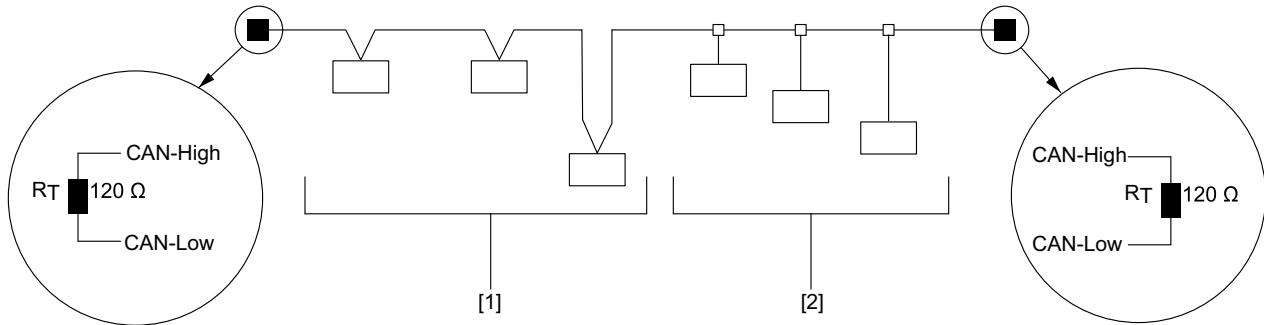 CAN-High
RT 120 Ω
CAN-Low
CAN-High
RT 120 Ω
CAN-Low
[1]
[2]